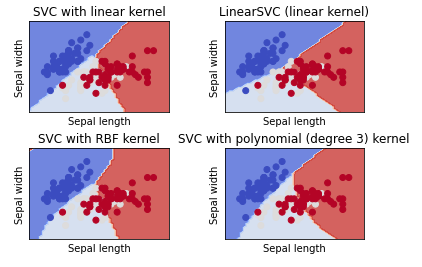 SVC with linear kernel
LinearSVC (linear kernel)
Sepal width
Sepal width
Sepal length
Sepal length
SVC with RBF kernel
SVC with polynomial (degree 3) kernel
Sepal width
Sepal width
Sepal length
Sepal length